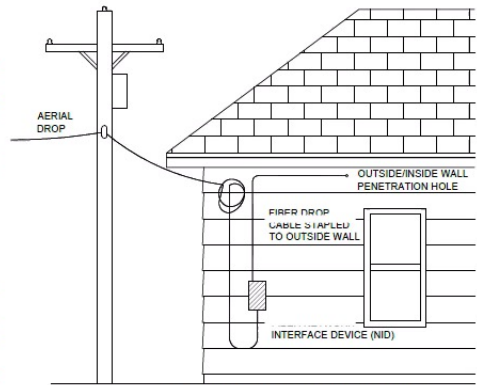 AERIAL
DROP
OUTSIDE/INSIDE WALL
PENETRATION HOLE
FIBER DROP
CABLE STAPLED
TO OUTSIDE WALL
INTERFACE DEVICE (NID)